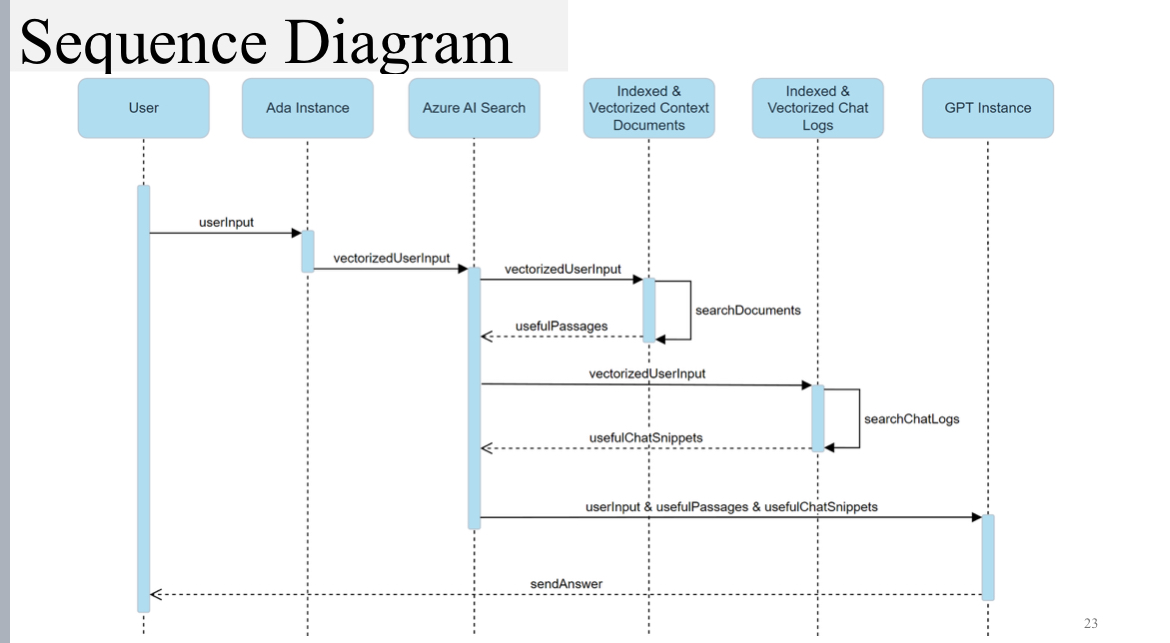 Sequence Diagram
User
Ada Instance
Azure AI Search
Indexed &
Vectorized Context
Documents
Indexed &
Vectorized Chat
Logs
GPT Instance
userInput
vectorizedUserInput
vectorizedUserInput
searchDocuments
usefulPassages
vectorizedUserInput
searchChatLogs
usefulChatSnippets
userInput & usefulPassages & usefulChatSnippets
sendAnswer
23